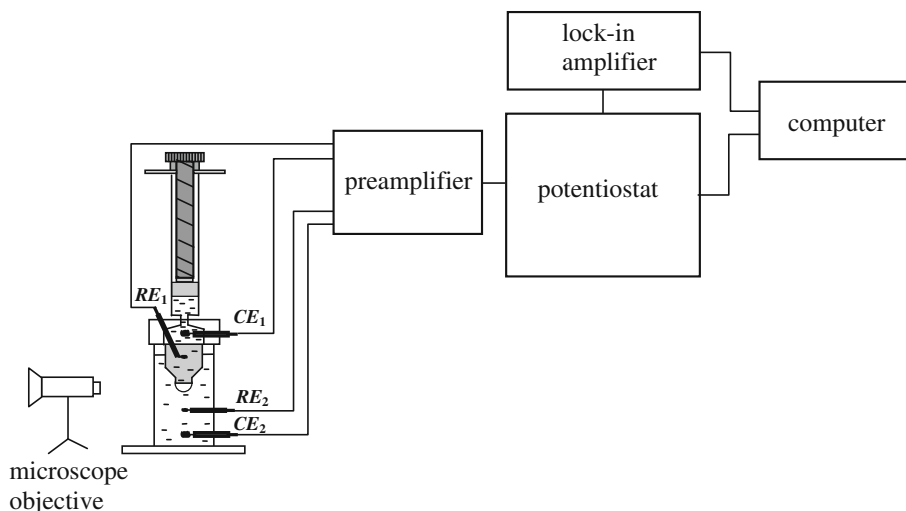 lock-in
amplifier
computer
preamplifier
potentiostat
RE1
CE1
RE2
CE2
microscope
objective